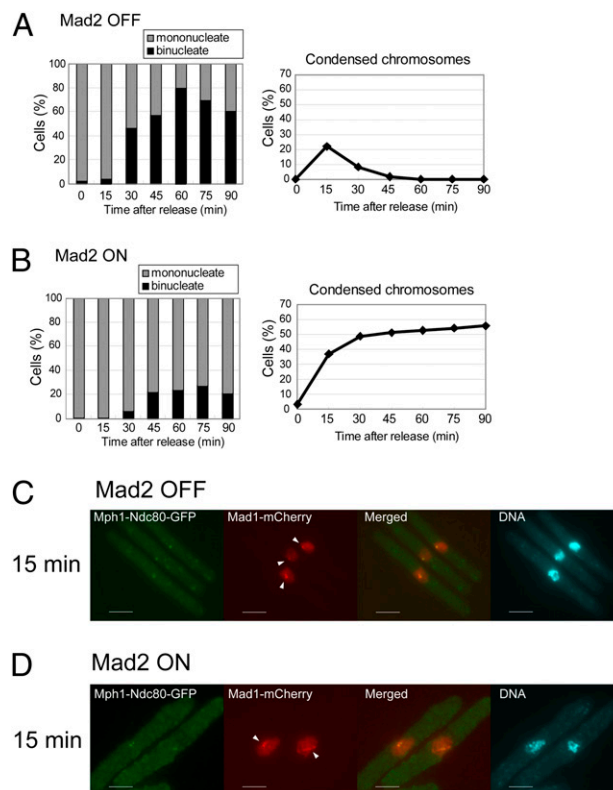 A
Mad2 OFF
mononucleate
binucleate
Cells (%)
100
80
60
40
20
0
0 15 30 45 60 75 90
Time after release (min)
Condensed chromosomes
Cells (%)
70
60
50
40
30
20
10
0
0 15 30 45 60 75 90
Time after release (min)
B
Mad2 ON
mononucleate
binucleate
Cells (%)
100
80
60
40
20
0
0 15 30 45 60 75 90
Time after release (min)
Condensed chromosomes
Cells (%)
70
60
50
40
30
20
10
0
0 15 30 45 60 75 90
Time after release (min)
C
Mad2 OFF
15 min
Mph1-Ndc80-GFP Mad1-mCherry Merged DNA
D
Mad2 ON
15 min
Mph1-Ndc80-GFP Mad1-mCherry Merged DNA